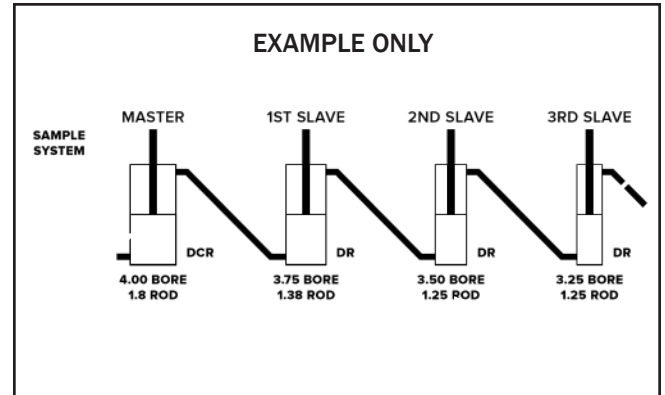 EXAMPLE ONLY
SAMPLE
SYSTEM
MASTER
1ST SLAVE
2ND SLAVE
3RD SLAVE
DCR
DR
DR
DR
4.00 BORE
1.8 ROD
3.75 BORE
1.38 ROD
3.50 BORE
1.25 ROD
3.25 BORE
1.25 ROD